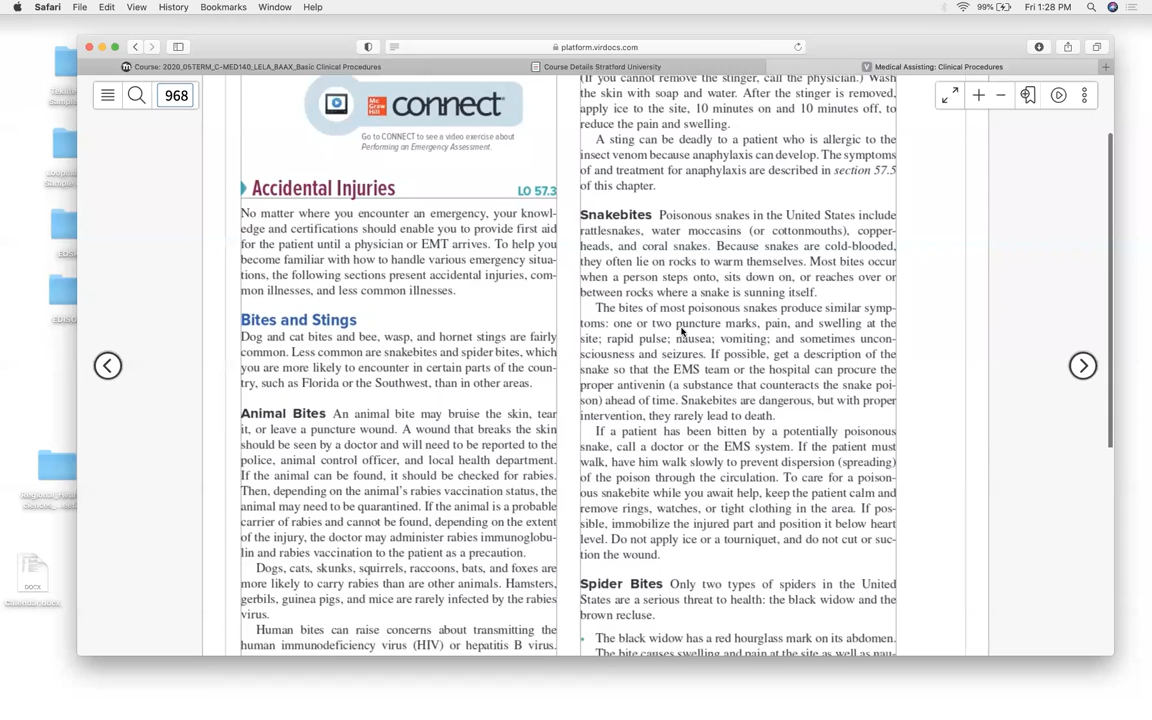 Safari File Edit View History Bookmarks Window Help
99% Fri 1:28 PM
platform.virdocs.com
Course: 2020_05TERM_C-MED140_LELA_BAAX_Basic Clinical Procedures
Course Details Stratford University
Medical Assisting: Clinical Procedures
968
Mc
Graw
Hill
connect
Go to CONNECT to see a video exercise about
Performing an Emergency Assessment.
Accidental Injuries LO 57.3
No matter where you encounter an emergency, your knowl-
edge and certifications should enable you to provide first aid
for the patient until a physician or EMT arrives. To help you
become familiar with how to handle various emergency situa-
tions, the following sections present accidental injuries, com-
mon illnesses, and less common illnesses.
Bites and Stings
Dog and cat bites and bee, wasp, and hornet stings are fairly
common. Less common are snakebites and spider bites, which
you are more likely to encounter in certain parts of the coun-
try, such as Florida or the Southwest, than in other areas.
Animal Bites An animal bite may bruise the skin, tear
it, or leave a puncture wound. A wound that breaks the skin
should be seen by a doctor and will need to be reported to the
police, animal control officer, and local health department.
If the animal can be found, it should be checked for rabies.
Then, depending on the animal's rabies vaccination status, the
animal may need to be quarantined. If the animal is a probable
carrier of rabies and cannot be found, depending on the extent
of the injury, the doctor may administer rabies immunoglobu-
lin and rabies vaccination to the patient as a precaution.
Dogs, cats, skunks, squirrels, raccoons, bats, and foxes are
more likely to carry rabies than are other animals. Hamsters,
gerbils, guinea pigs, and mice are rarely infected by the rabies
virus.
Human bites can raise concerns about transmitting the
human immunodeficiency virus (HIV) or hepatitis B virus.
(If you cannot remove the stinger, call the physician.) Wash
the skin with soap and water. After the stinger is removed,
apply ice to the site, 10 minutes on and 10 minutes off, to
reduce the pain and swelling.
A sting can be deadly to a patient who is allergic to the
insect venom because anaphylaxis can develop. The symptoms
of and treatment for anaphylaxis are described in section 57.5
of this chapter.
Snakebites Poisonous snakes in the United States include
rattlesnakes, water moccasins (or cottonmouths), copper-
heads, and coral snakes. Because snakes are cold-blooded,
they often lie on rocks to warm themselves. Most bites occur
when a person steps onto, sits down on, or reaches over or
between rocks where a snake is sunning itself.
The bites of most poisonous snakes produce similar symp-
toms: one or two puncture marks, pain, and swelling at the
site; rapid pulse; nausea; vomiting; and sometimes uncon-
sciousness and seizures. If possible, get a description of the
snake so that the EMS team or the hospital can procure the
proper antivenin (a substance that counteracts the snake poi-
son) ahead of time. Snakebites are dangerous, but with proper
intervention, they rarely lead to death.
If a patient has been bitten by a potentially poisonous
snake, call a doctor or the EMS system. If the patient must
walk, have him walk slowly to prevent dispersion (spreading)
of the poison through the circulation. To care for a poison-
ous snakebite while you await help, keep the patient calm and
remove rings, watches, or tight clothing in the area. If pos-
sible, immobilize the injured part and position it below heart
level. Do not apply ice or a tourniquet, and do not cut or suc-
tion the wound.
Spider Bites Only two types of spiders in the United
States are a serious threat to health: the black widow and the
brown recluse.
• The black widow has a red hourglass mark on its abdomen.
The bite causes swelling and pain at the site as well as nau-
DOCX
Calendar.docx